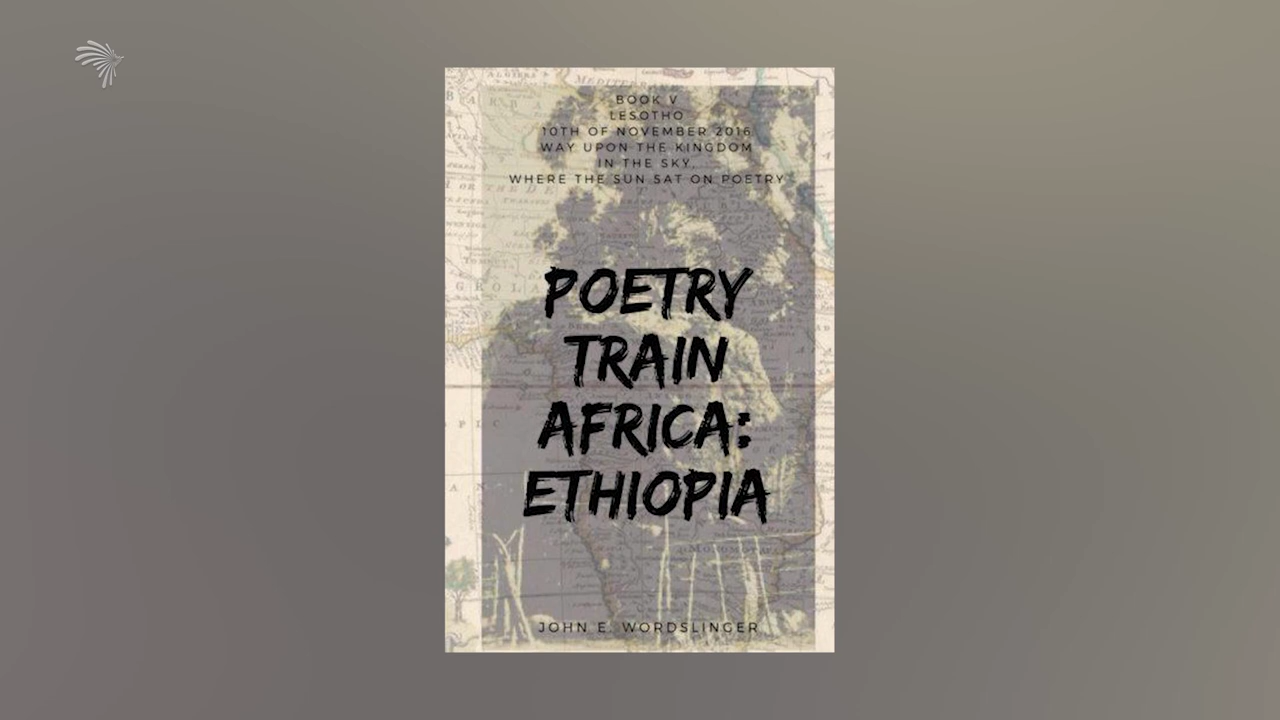 BOOK V
LESOTHO
10TH OF NOVEMBER 2016
WAY UPON THE KINGDOM
IN THE SKY,
WHERE THE SUN SAT ON POETRY
POETRY
TRAIN
AFRICA:
ETHIOPIA
JOHN E. WORDSLINGER